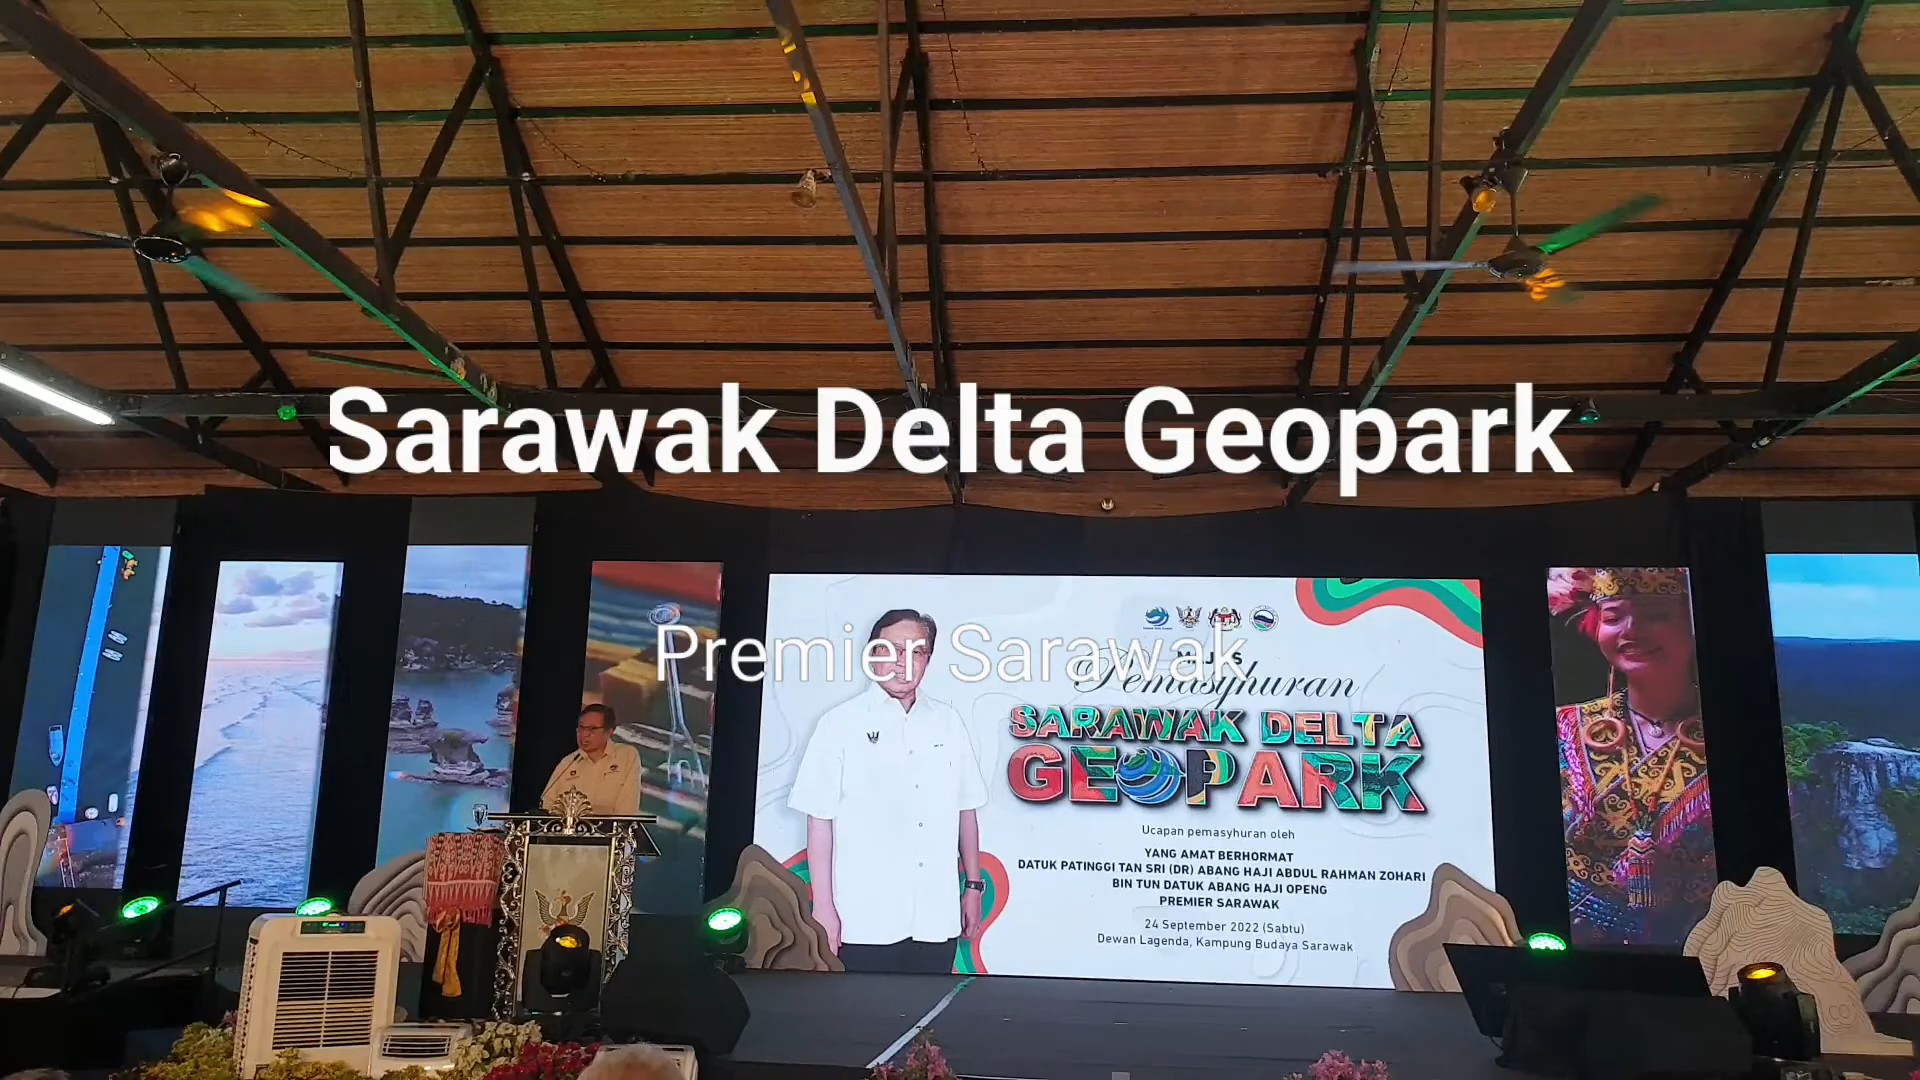 Sarawak Delta Geopark
Premier Sarawak
MAJLIS
Pemasyhuran
SARAWAK DELTA
GEOPARK
Ucapan pemasyhuran oleh
YANG AMAT BERHORMAT
DATUK PATINGGI TAN SRI (DR) ABANG HAJI ABDUL RAHMAN ZOHARI
BIN TUN DATUK ABANG HAJI OPENG
PREMIER SARAWAK
24 September 2022 (Sabtu)
Dewan Lagenda, Kampung Budaya Sarawak